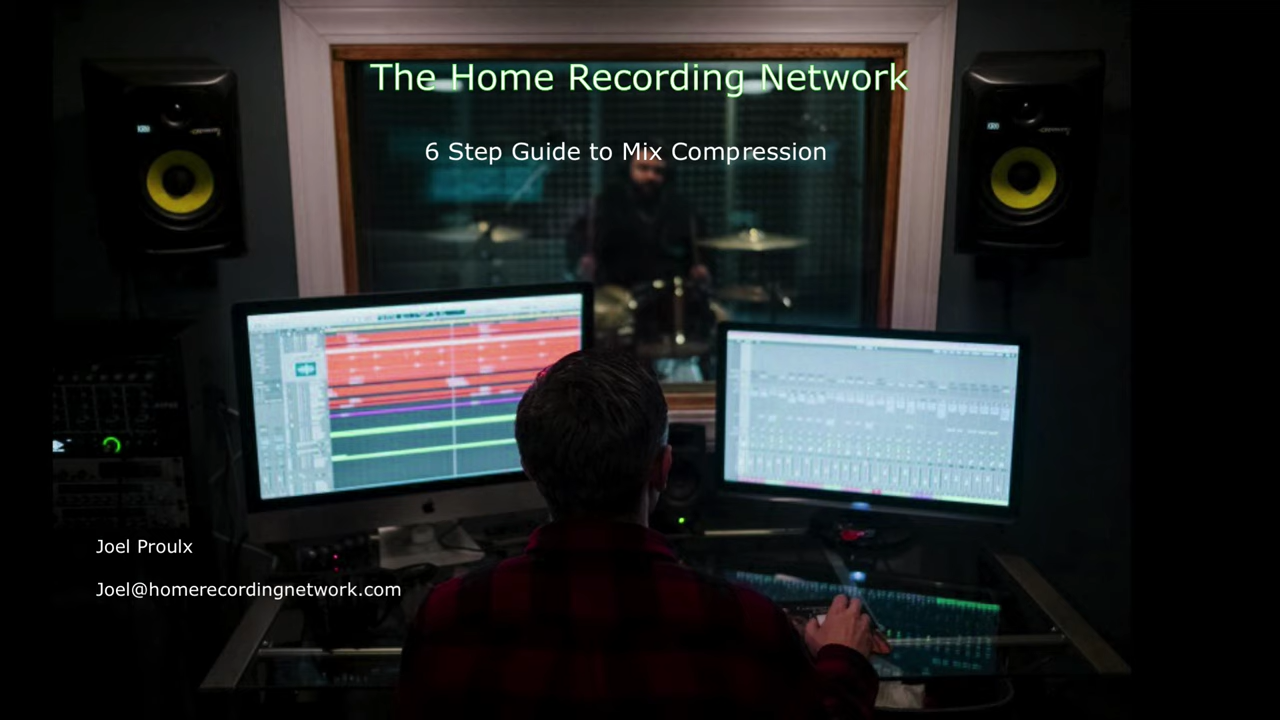 The Home Recording Network
6 Step Guide to Mix Compression
Joel Proulx
Joel@homerecordingnetwork.com